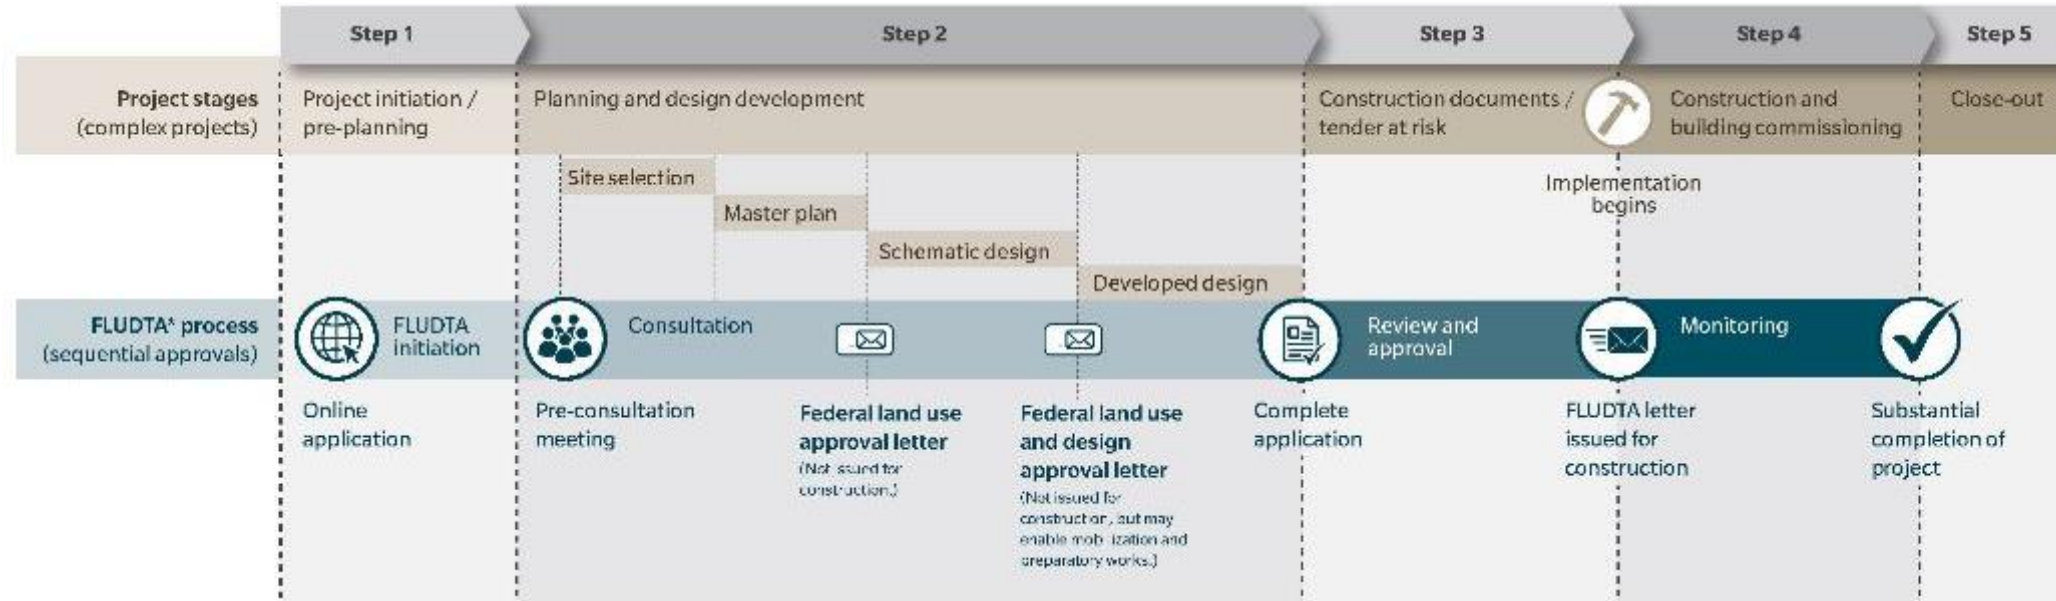 Step 1
Step 2
Step 3
Step 4
Step 5
Project stages
(complex projects)
Project initiation /
pre-planning
Planning and design development
Construction documents /
tender at risk
Construction and
building commissioning
Close-out
Site selection
Master plan
Schematic design
Developed design
Implementation
begins
FLUDTA* process
(sequential approvals)
FLUDTA
initiation
Consultation
Review and
approval
Monitoring
Online
application
Pre-consultation
meeting
Federal land use
approval letter
(Not issued for
construction.)
Federal land use
and design
approval letter
(Not issued for
construction, but may
enable mobilization and
preparatory works.)
Complete
application
FLUDTA letter
issued for
construction
Substantial
completion of
project